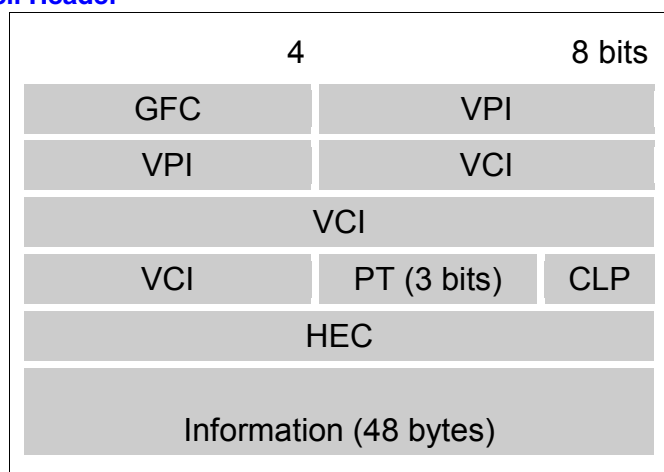 4 8 bits
GFC VPI
VPI VCI
VCI
VCI PT (3 bits) CLP
HEC
Information (48 bytes)